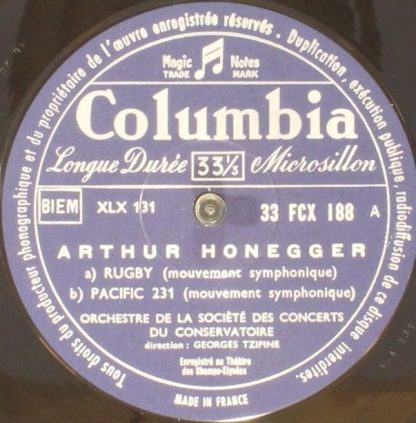 Tous droits du producteur phonographique et du propriétaire de l'œuvre enregistrée réservés. Duplication, exécution publique, radiodiffusion de ce disque interdites.
Magic Notes
TRADE MARK
Columbia
Longue Durée 33⅓ Microsillon
BIEM XLX 131 33 FCX 188 A
ARTHUR HONEGGER
a) RUGBY (mouvement symphonique)
b) PACIFIC 231 (mouvement symphonique)
ORCHESTRE DE LA SOCIÈTÉ DES CONCERTS
DU CONSERVATOIRE
direction : GEORGES TZIPINE
Enregistré au Théâtre
des Champs-Elysées
MADE IN FRANCE